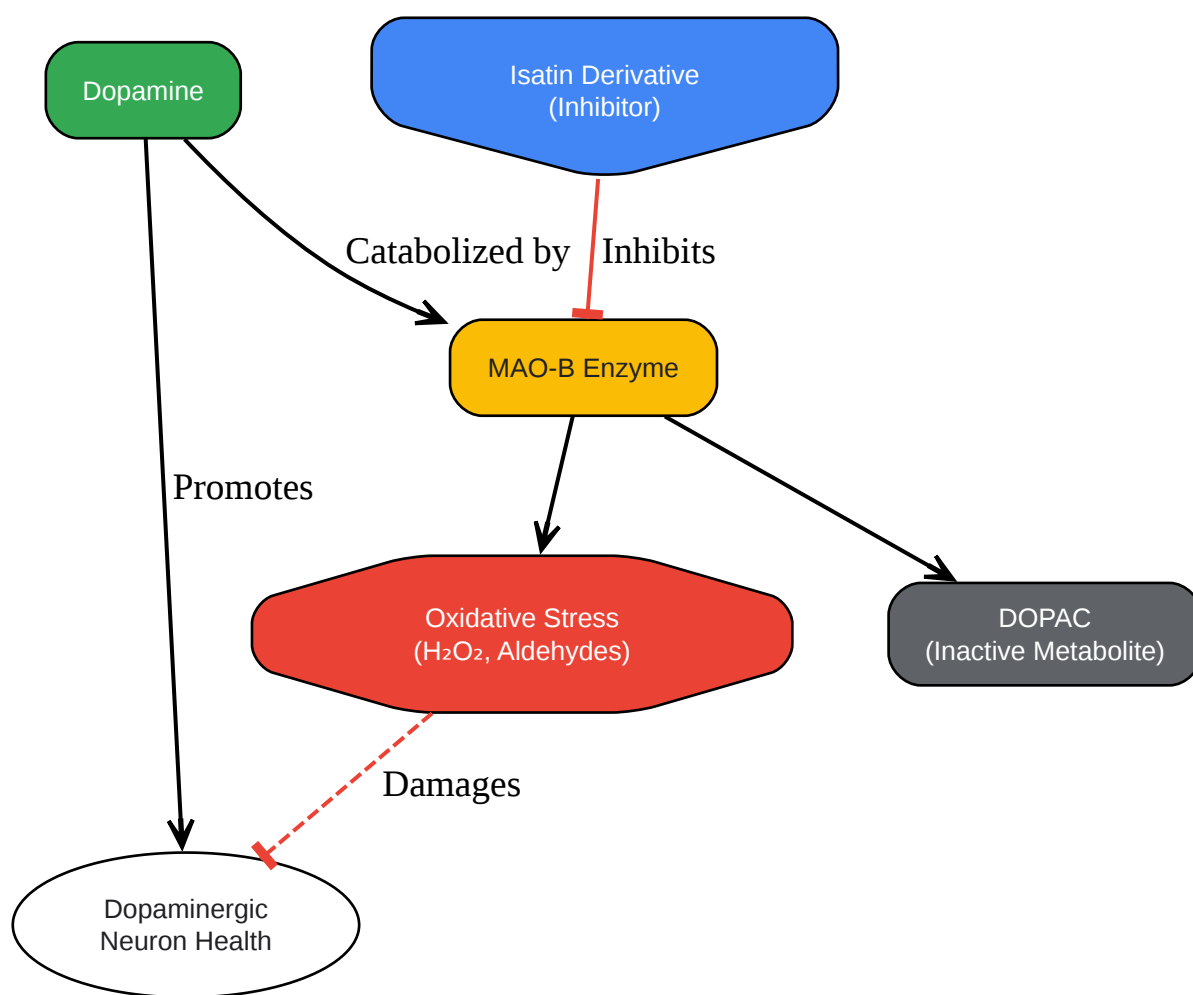 Dopamine
Isatin Derivative
(Inhibitor)
Catabolized by
Inhibits
MAO-B Enzyme
Promotes
Oxidative Stress
(H₂O₂, Aldehydes)
DOPAC
(Inactive Metabolite)
Damages
Dopaminergic
Neuron Health